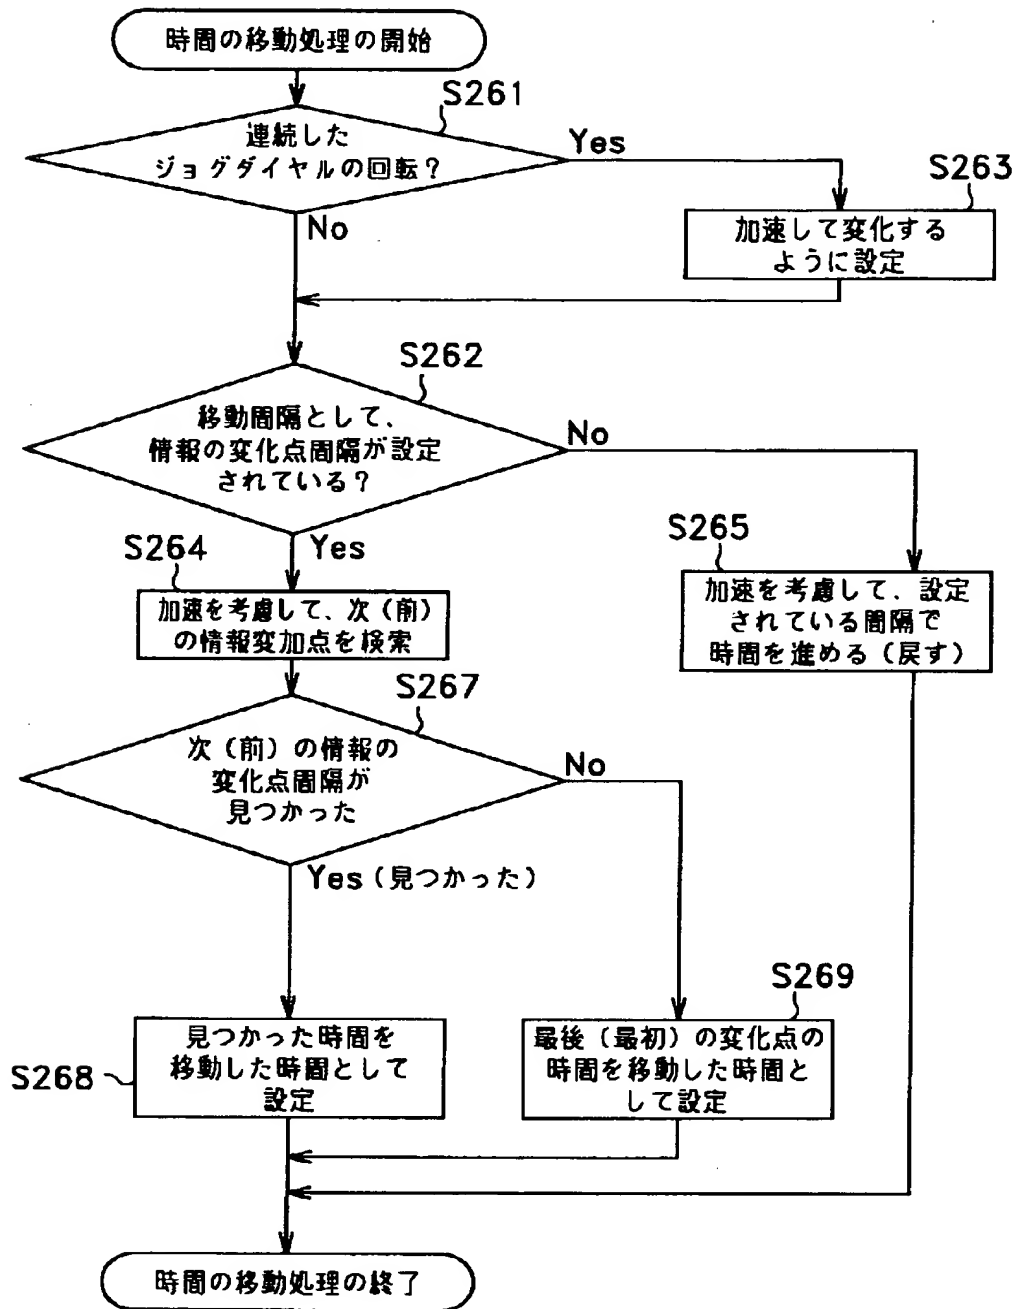 時間の移動処理の開始
S261
連続した
ジョグダイヤルの回転？
Yes
No
S263
加速して変化する
ように設定
S262
移動間隔として、
情報の変化点間隔が設定
されている？
No
Yes
S264
加速を考慮して、次（前）
の情報変加点を検索
S265
加速を考慮して、設定
されている間隔で
時間を進める（戻す）
S267
次（前）の情報の
変化点間隔が
見つかった
No
Yes（見つかった）
S268
見つかった時間を
移動した時間として
設定
S269
最後（最初）の変化点の
時間を移動した時間と
して設定
時間の移動処理の終了